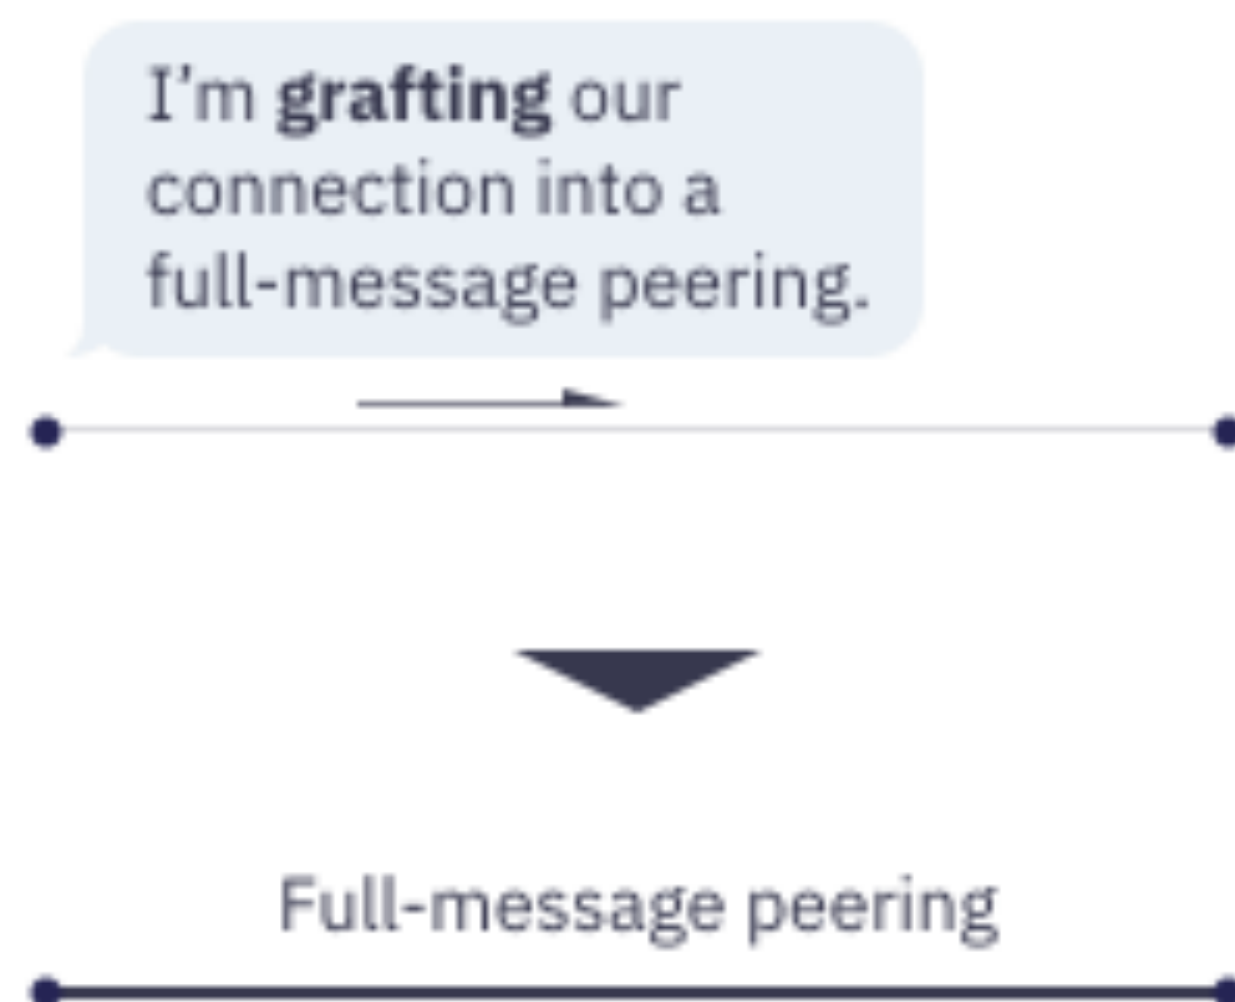 I’m grafting our
connection into a
full-message peering.
Full-message peering